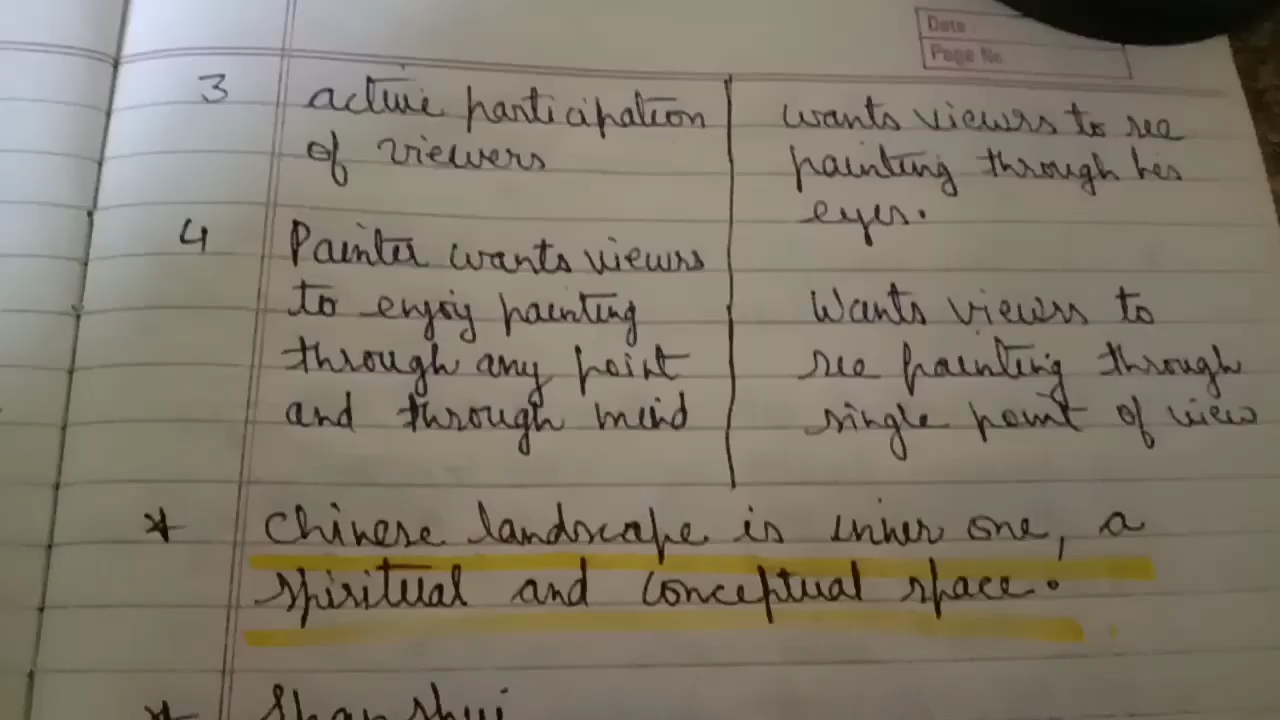 Date
Page No.
3 active participation of viewers
wants viewers to see painting through his eyes.
4 Painter wants viewers to enjoy painting through any point and through mind
Wants viewers to see painting through single point of view
* Chinese landscape is inner one, a
spiritual and conceptual space.
* Shan Shui